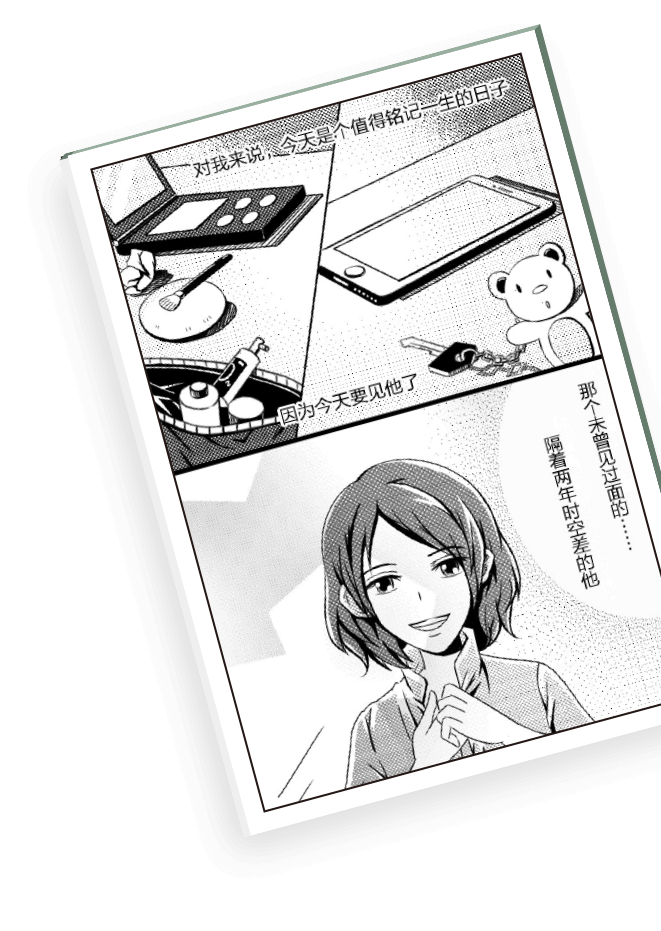 对我来说，今天是个值得铭记一生的日子
因为今天要见他了
那个未曾见过面的……
隔着两年时空差的他